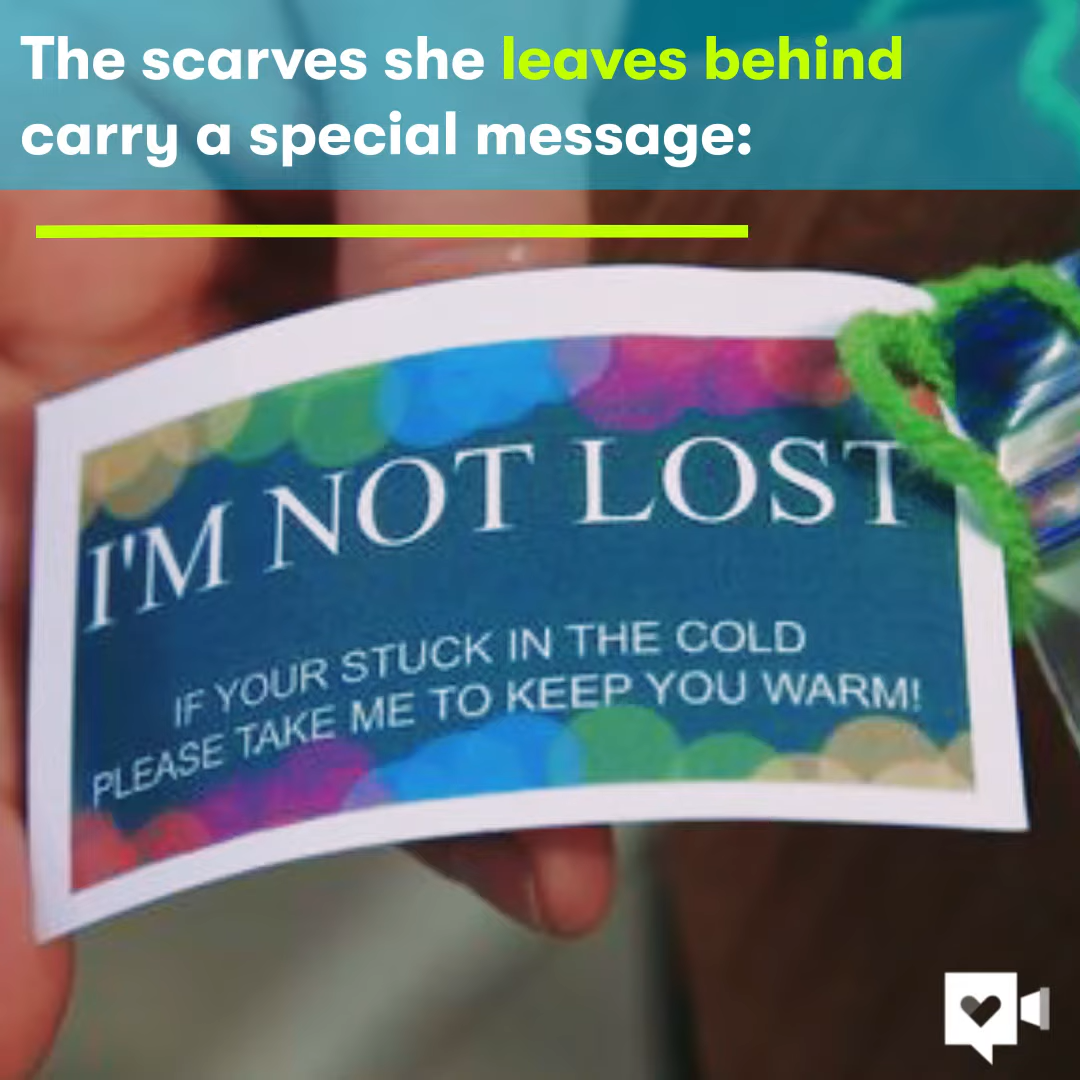 The scarves she leaves behind
carry a special message:
I'M NOT LOST
IF YOUR STUCK IN THE COLD
PLEASE TAKE ME TO KEEP YOU WARM!